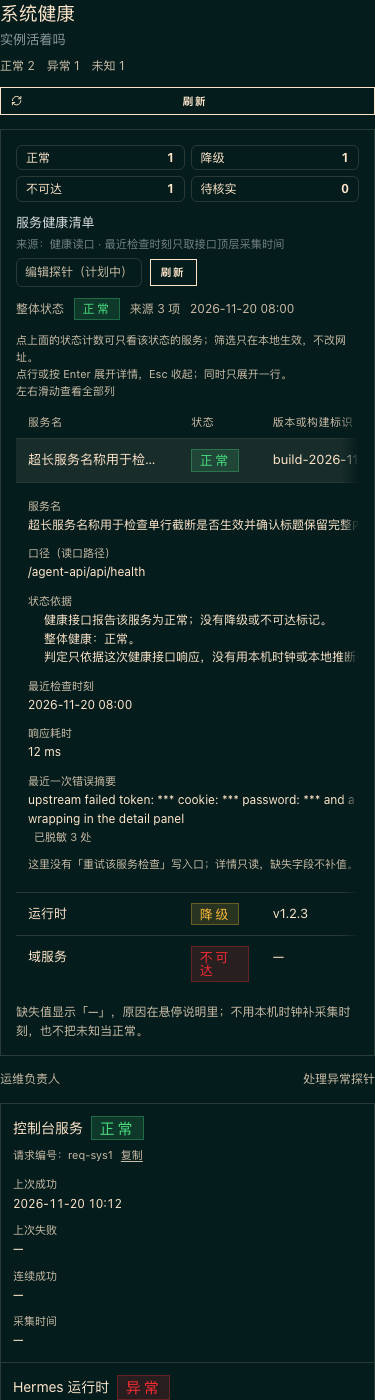 系统健康
实例活着吗
正常 2 异常 1 未知 1
刷新
正常 1 降级 1
不可达 1 待核实 0
服务健康清单
来源：健康读口 · 最近检查时刻只取接口顶层采集时间
编辑探针（计划中） 刷新
整体状态 正常 来源 3 项 2026-11-20 08:00
点上面的状态计数可只看该状态的服务；筛选只在本地生效，不改网
址。
点行或按 Enter 展开详情，Esc 收起；同时只展开一行。
左右滑动查看全部列
服务名 状态 版本或构建标识
超长服务名称用于检... 正常 build-2026-11
服务名
超长服务名称用于检查单行截断是否生效并确认标题保留完整
口径（读口路径）
/agent-api/api/health
状态依据
健康接口报告该服务为正常；没有降级或不可达标记。
整体健康：正常。
判定只依据这次健康接口响应，没有用本机时钟或本地推断
最近检查时刻
2026-11-20 08:00
响应耗时
12 ms
最近一次错误摘要
upstream failed token: *** cookie: *** password: *** and a
wrapping in the detail panel
已脱敏 3 处
这里没有「重试该服务检查」写入口；详情只读，缺失字段不补值。
运行时 降级 v1.2.3
域服务 不可
达 —
缺失值显示「—」，原因在悬停说明里；不用本机时钟补采集时
刻，也不把未知当正常。
运维负责人 处理异常探针
控制台服务 正常
请求编号：req-sys1 复制
上次成功
2026-11-20 10:12
上次失败
—
连续成功
—
采集时间
—
Hermes 运行时 异常